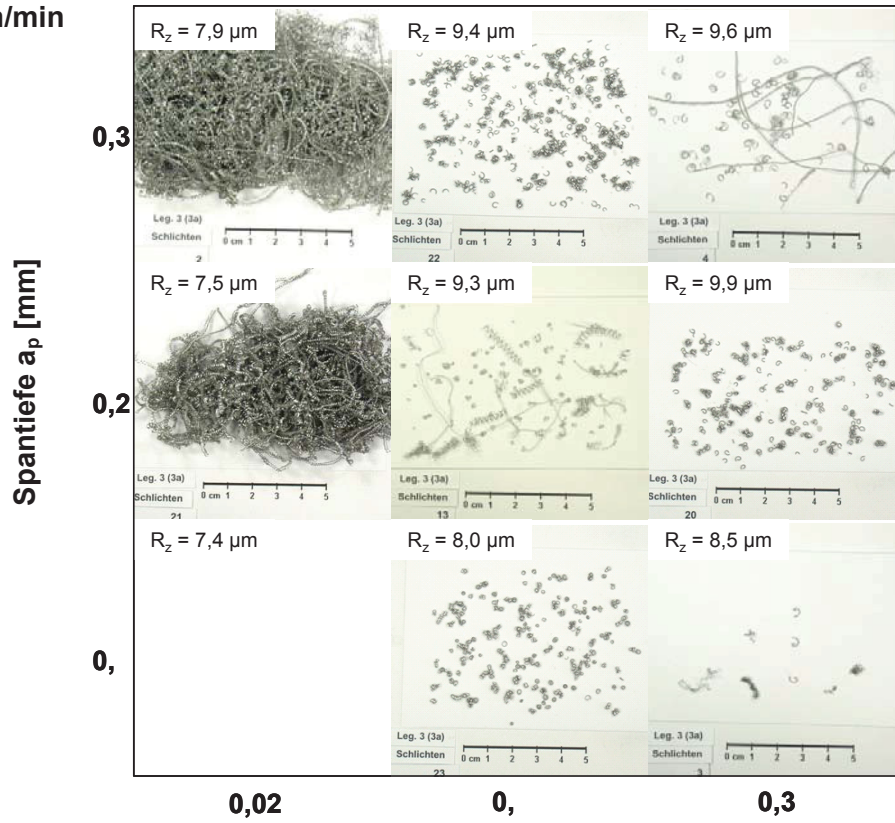 n/min
R_z = 7,9 µm
R_z = 9,4 µm
R_z = 9,6 µm
0,3
Leg. 3 (3a)
Schlichten
2
0 cm 1 2 3 4 5
Leg. 3 (3a)
Schlichten
22
0 cm 1 2 3 4 5
Leg. 3 (3a)
Schlichten
4
0 cm 1 2 3 4 5
Spantiefe a_p [mm]
R_z = 7,5 µm
R_z = 9,3 µm
R_z = 9,9 µm
0,2
Leg. 3 (3a)
Schlichten
21
0 cm 1 2 3 4 5
Leg. 3 (3a)
Schlichten
13
0 cm 1 2 3 4 5
Leg. 3 (3a)
Schlichten
20
0 cm 1 2 3 4 5
R_z = 7,4 µm
R_z = 8,0 µm
R_z = 8,5 µm
0,
Leg. 3 (3a)
Schlichten
23
0 cm 1 2 3 4 5
Leg. 3 (3a)
Schlichten
3
0 cm 1 2 3 4 5
0,02
0,
0,3